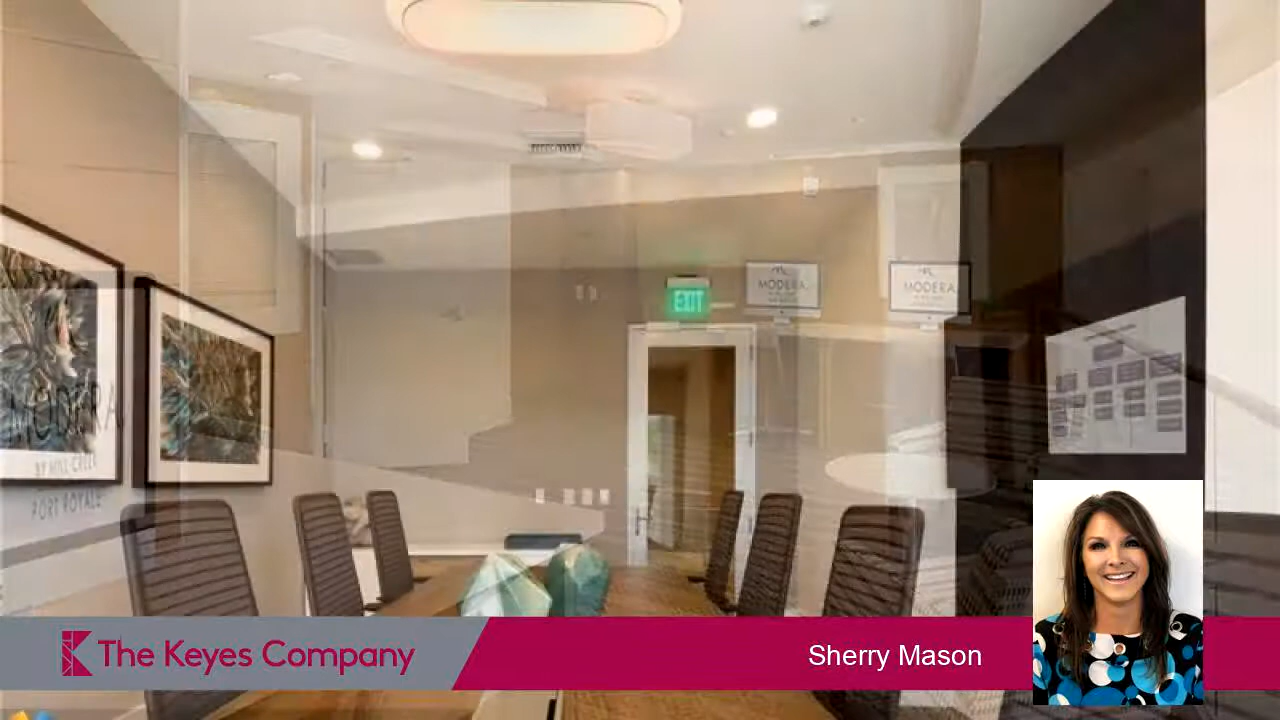 MODERA
MODERA
EXIT
MODERA
BY MILL CREEK
PORT ROYALE
The Keyes Company
Sherry Mason